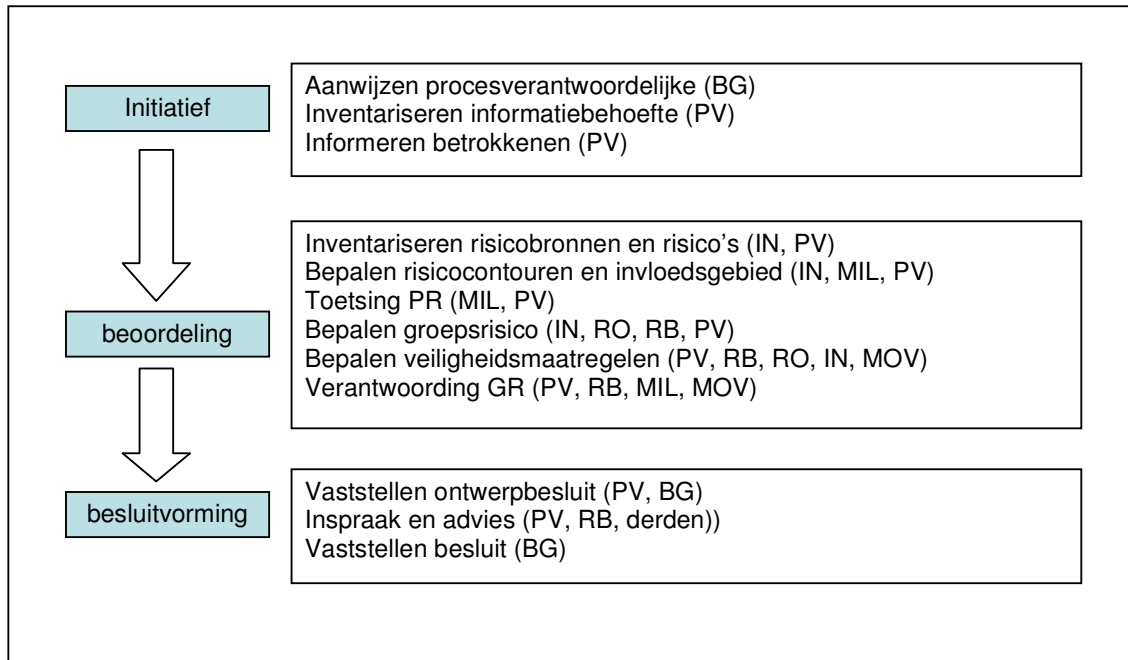 Initiatief
Aanwijzen procesverantwoordelijke (BG)
Inventariseren informatiebehoefte (PV)
Informeren betrokkenen (PV)
beoordeling
Inventariseren risicobronnen en risico's (IN, PV)
Bepalen risicocontouren en invloedsgebied (IN, MIL, PV)
Toetsing PR (MIL, PV)
Bepalen groepsrisico (IN, RO, RB, PV)
Bepalen veiligheidsmaatregelen (PV, RB, RO, IN, MOV)
Verantwoording GR (PV, RB, MIL, MOV)
besluitvorming
Vaststellen ontwerpbesluit (PV, BG)
Inspraak en advies (PV, RB, derden))
Vaststellen besluit (BG)